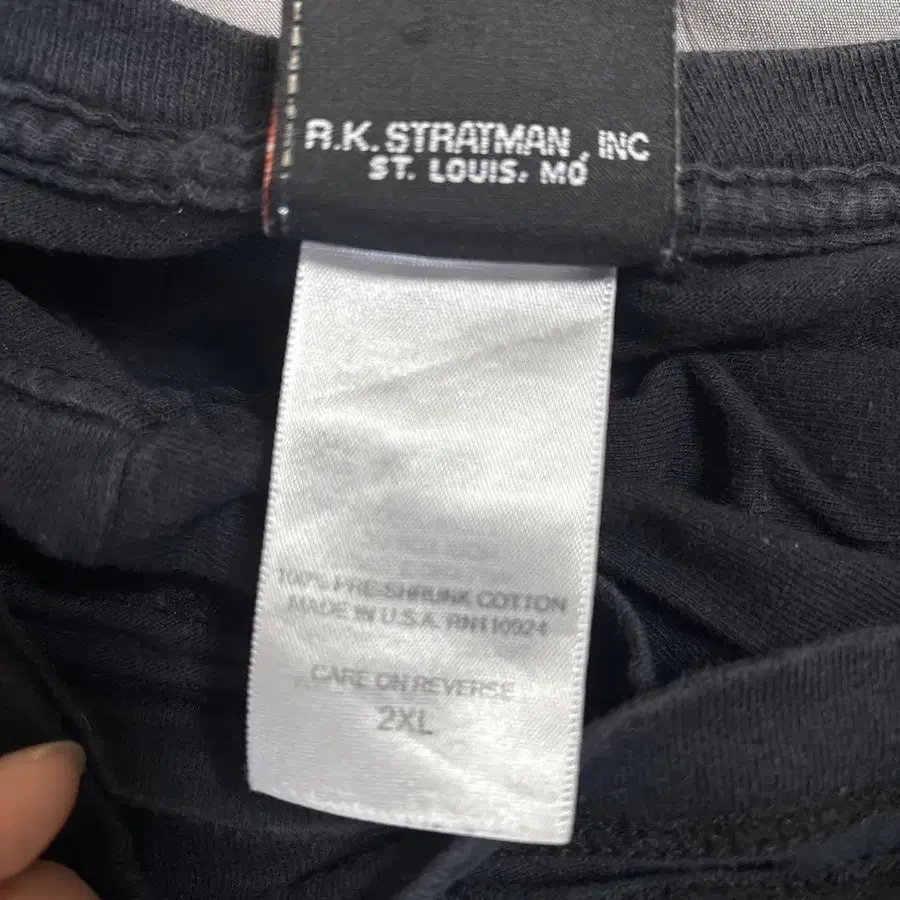 R.K. STRATMAN, INC
ST. LOUIS, MO
100% PRE-SHRUNK COTTON
MADE IN U.S.A. RN110924
CARE ON REVERSE
2XL